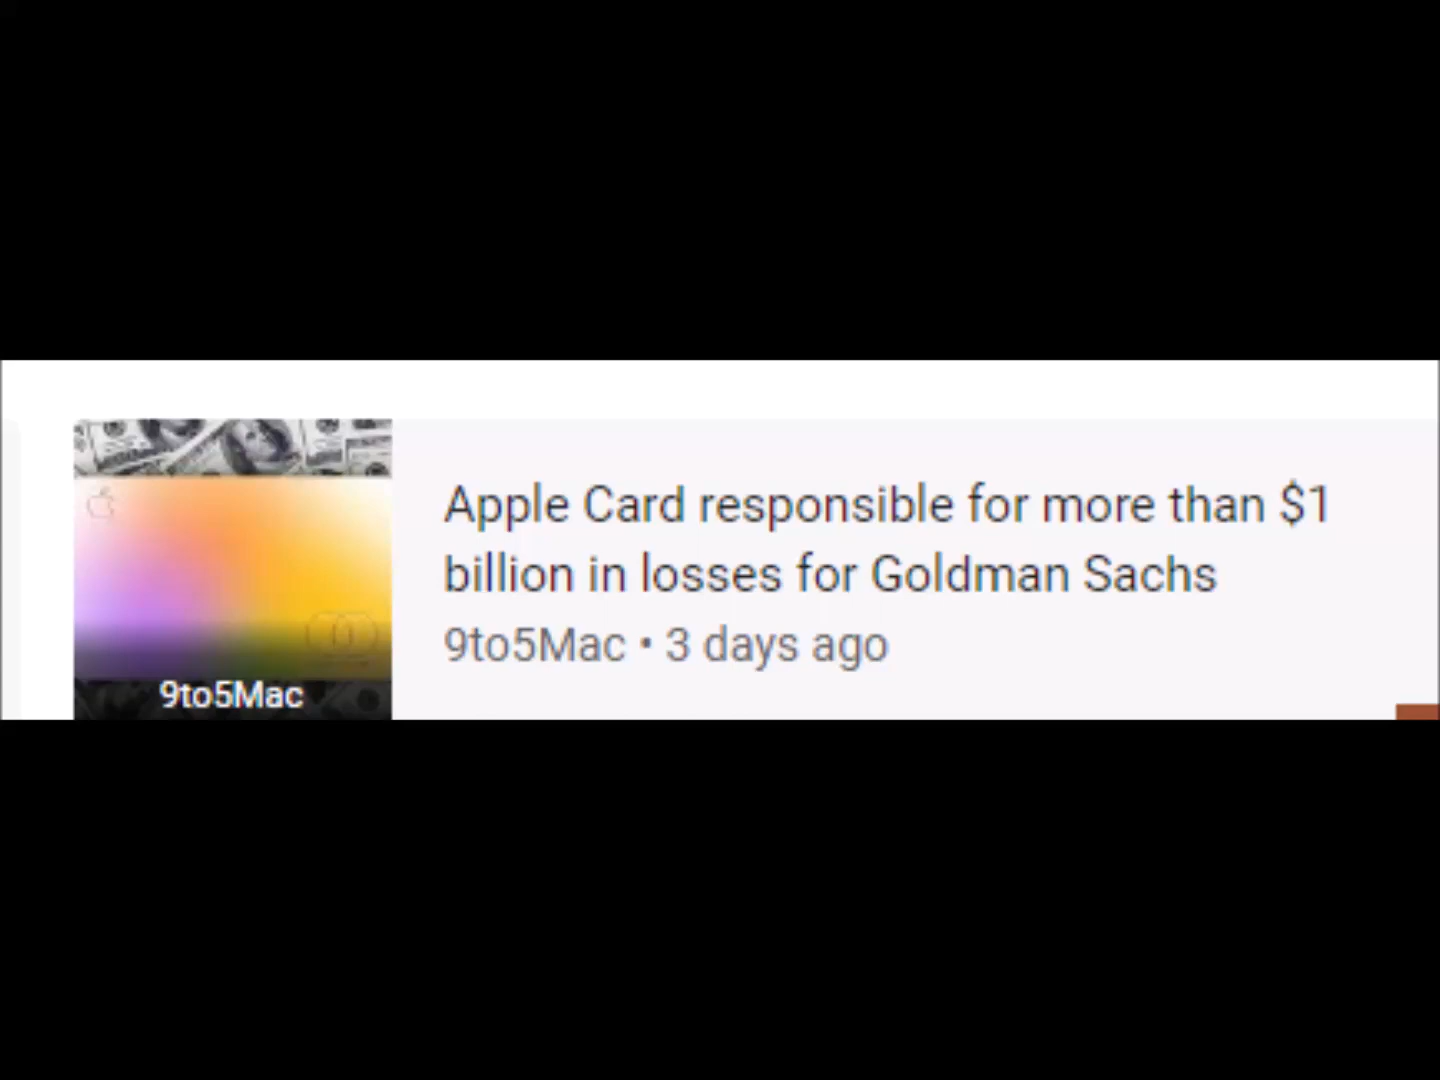 Apple Card responsible for more than $1
billion in losses for Goldman Sachs
9to5Mac • 3 days ago
9to5Mac